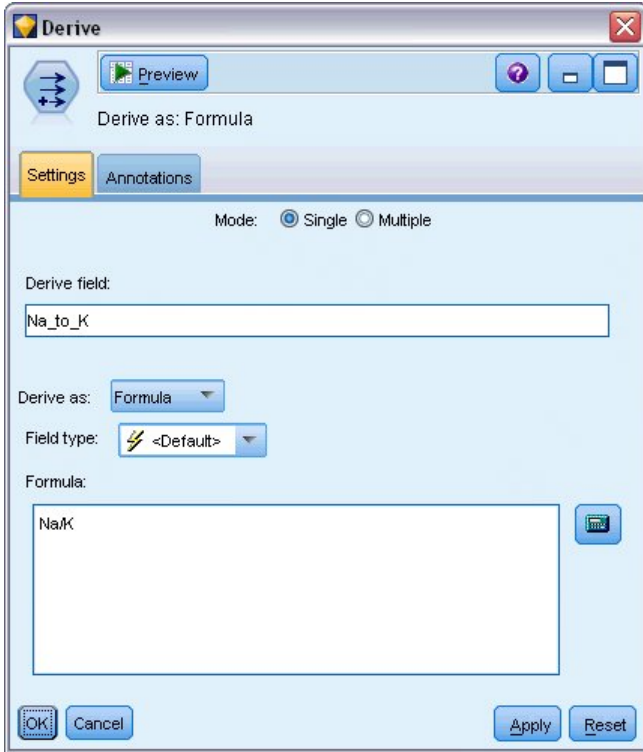 Derive
Preview
Derive as: Formula
Settings Annotations
Mode: Single Multiple
Derive field:
Na_to_K
Derive as: Formula
Field type: <Default>
Formula:
Na/K
OK Cancel Apply Reset